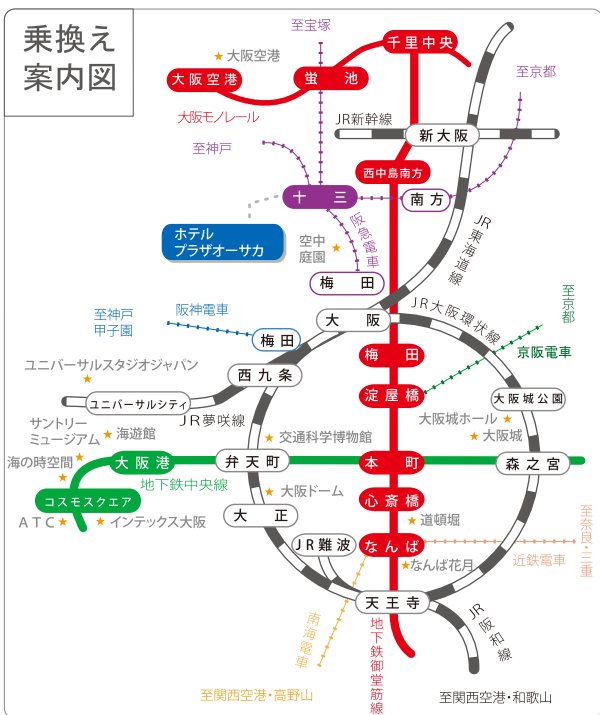 乗換え
案内図
至宝塚
千里中央
大阪空港
大阪空港
蛍池
至京都
大阪モノレール
JR新幹線
新大阪
至神戸
西中島南方
十三
南方
ホテル
プラザオーサカ
阪急電車
空中
庭園
JR東海道線
梅田
至神戸
甲子園
阪神電車
大阪
JR大阪環状線
至京都
梅田
梅田
京阪電車
ユニバーサルスタジオジャパン
西九条
淀屋橋
大阪城公園
ユニバーサルシティ
JR夢咲線
大阪城ホール
大阪城
サントリー
ミュージアム
海遊館
交通科学博物館
海の時空間
大阪港
弁天町
本町
森之宮
地下鉄中央線
コスモスクエア
大阪ドーム
心斎橋
ATC
インテックス大阪
大正
道頓堀
至奈良・三重
JR難波
なんば
近鉄電車
なんば花月
天王寺
南海電車
地下鉄御堂筋線
JR阪和線
至関西空港・高野山
至関西空港・和歌山